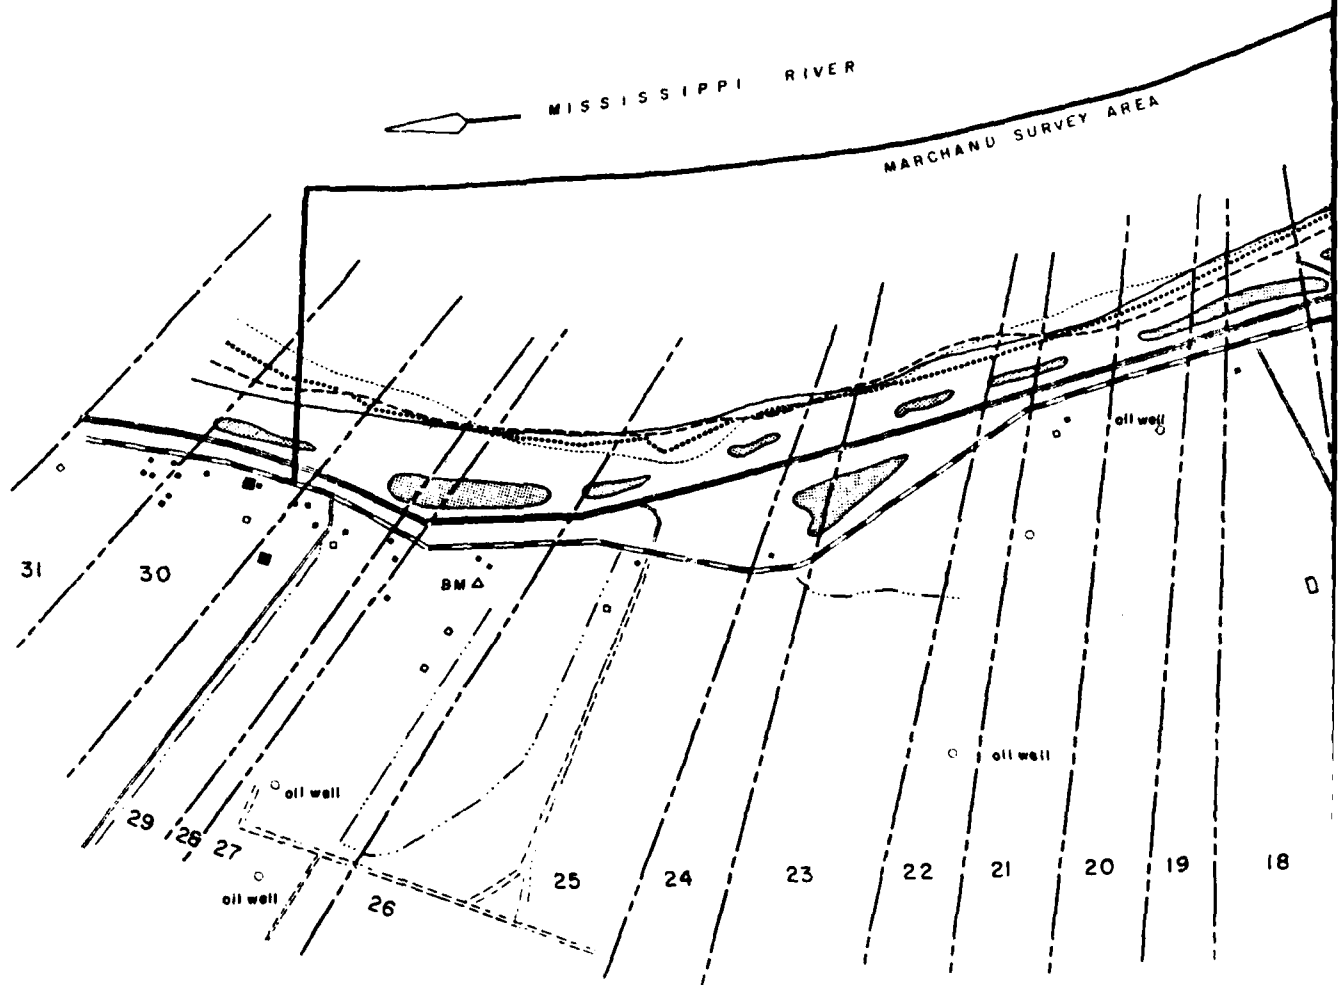 MISSISSIPPI RIVER
MARCHAND SURVEY AREA
oil well
31
30
BM
oil well
oil well
29
28
27
oil well
26
25
24
23
22
21
20
19
18